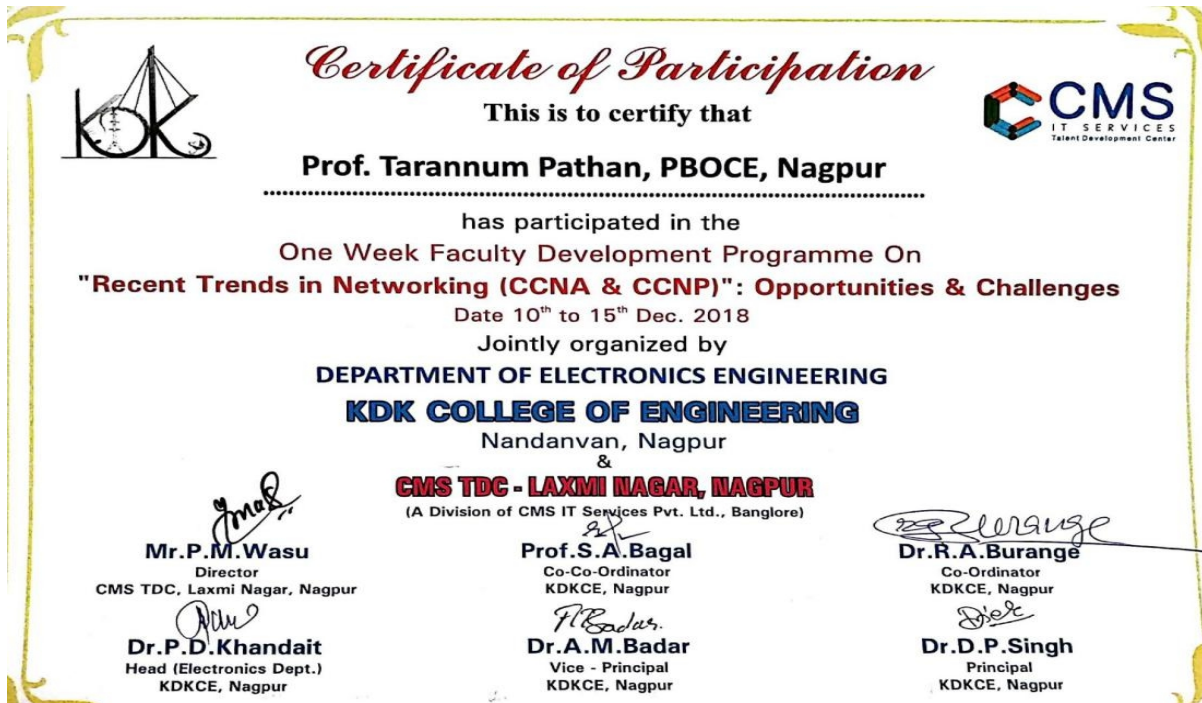 Certificate of Participation
KDK
CMS
IT SERVICES
Talent Development Center
This is to certify that
Prof. Tarannum Pathan, PBOCE, Nagpur
has participated in the
One Week Faculty Development Programme On
"Recent Trends in Networking (CCNA & CCNP)": Opportunities & Challenges
Date 10th to 15th Dec. 2018
Jointly organized by
DEPARTMENT OF ELECTRONICS ENGINEERING
KDK COLLEGE OF ENGINEERING
Nandanvan, Nagpur
&
CMS TDC - LAXMI NAGAR, NAGPUR
(A Division of CMS IT Services Pvt. Ltd., Banglore)
Mr.P.M.Wasu
Director
CMS TDC, Laxmi Nagar, Nagpur
Prof.S.A.Bagal
Co-Co-Ordinator
KDKCE, Nagpur
Burange
Dr.R.A.Burange
Co-Ordinator
KDKCE, Nagpur
Dr.P.D.Khandait
Head (Electronics Dept.)
KDKCE, Nagpur
Badar
Dr.A.M.Badar
Vice - Principal
KDKCE, Nagpur
Dr.D.P.Singh
Principal
KDKCE, Nagpur